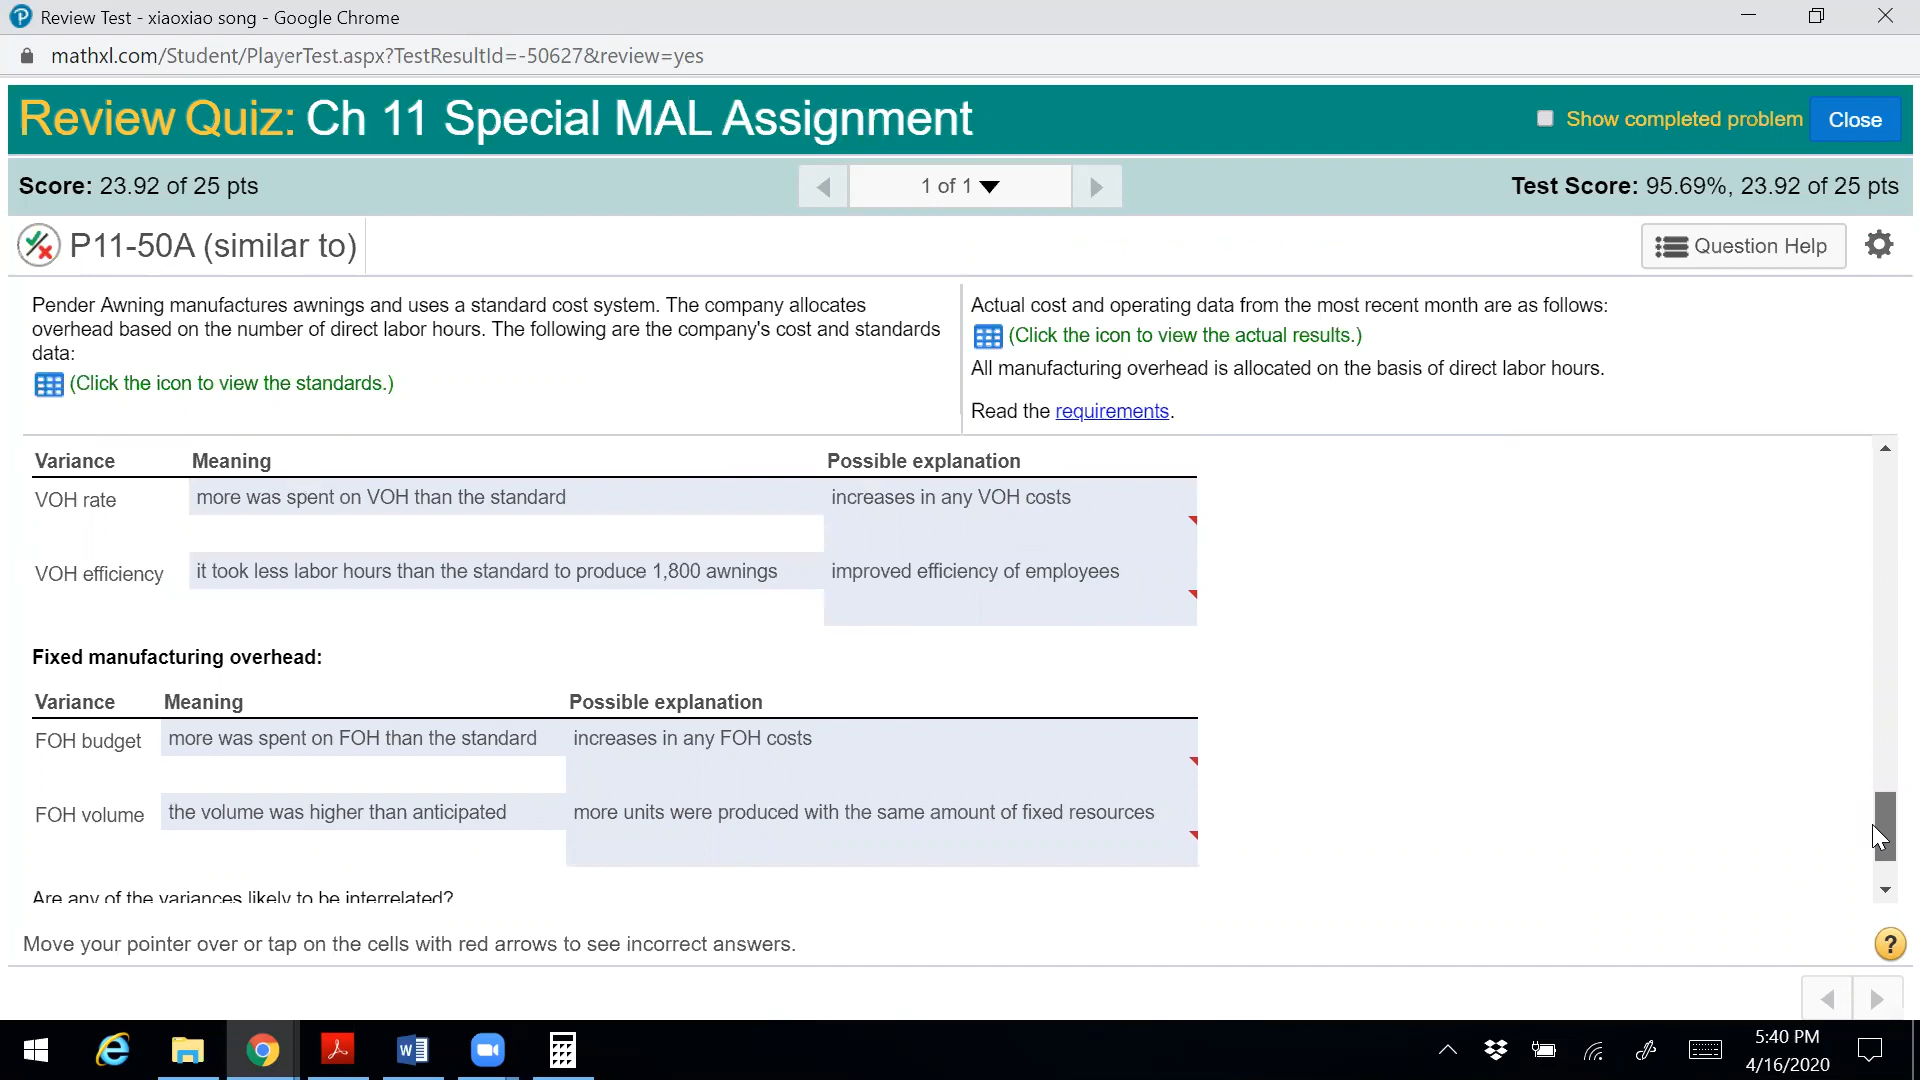 Review Test - xiaoxiao song - Google Chrome
mathxl.com/Student/PlayerTest.aspx?TestResultId=-50627&review=yes
Review Quiz: Ch 11 Special MAL Assignment
Show completed problem
Close
Score: 23.92 of 25 pts
1 of 1
Test Score: 95.69%, 23.92 of 25 pts
P11-50A (similar to)
Question Help
Pender Awning manufactures awnings and uses a standard cost system. The company allocates
overhead based on the number of direct labor hours. The following are the company's cost and standards
data:
(Click the icon to view the standards.)
Actual cost and operating data from the most recent month are as follows:
(Click the icon to view the actual results.)
All manufacturing overhead is allocated on the basis of direct labor hours.
Read the requirements.
Variance Meaning Possible explanation
VOH rate more was spent on VOH than the standard increases in any VOH costs
VOH efficiency it took less labor hours than the standard to produce 1,800 awnings improved efficiency of employees
Fixed manufacturing overhead:
Variance Meaning Possible explanation
FOH budget more was spent on FOH than the standard increases in any FOH costs
FOH volume the volume was higher than anticipated more units were produced with the same amount of fixed resources
Are any of the variances likely to be interrelated?
Move your pointer over or tap on the cells with red arrows to see incorrect answers.
?
5:40 PM
4/16/2020